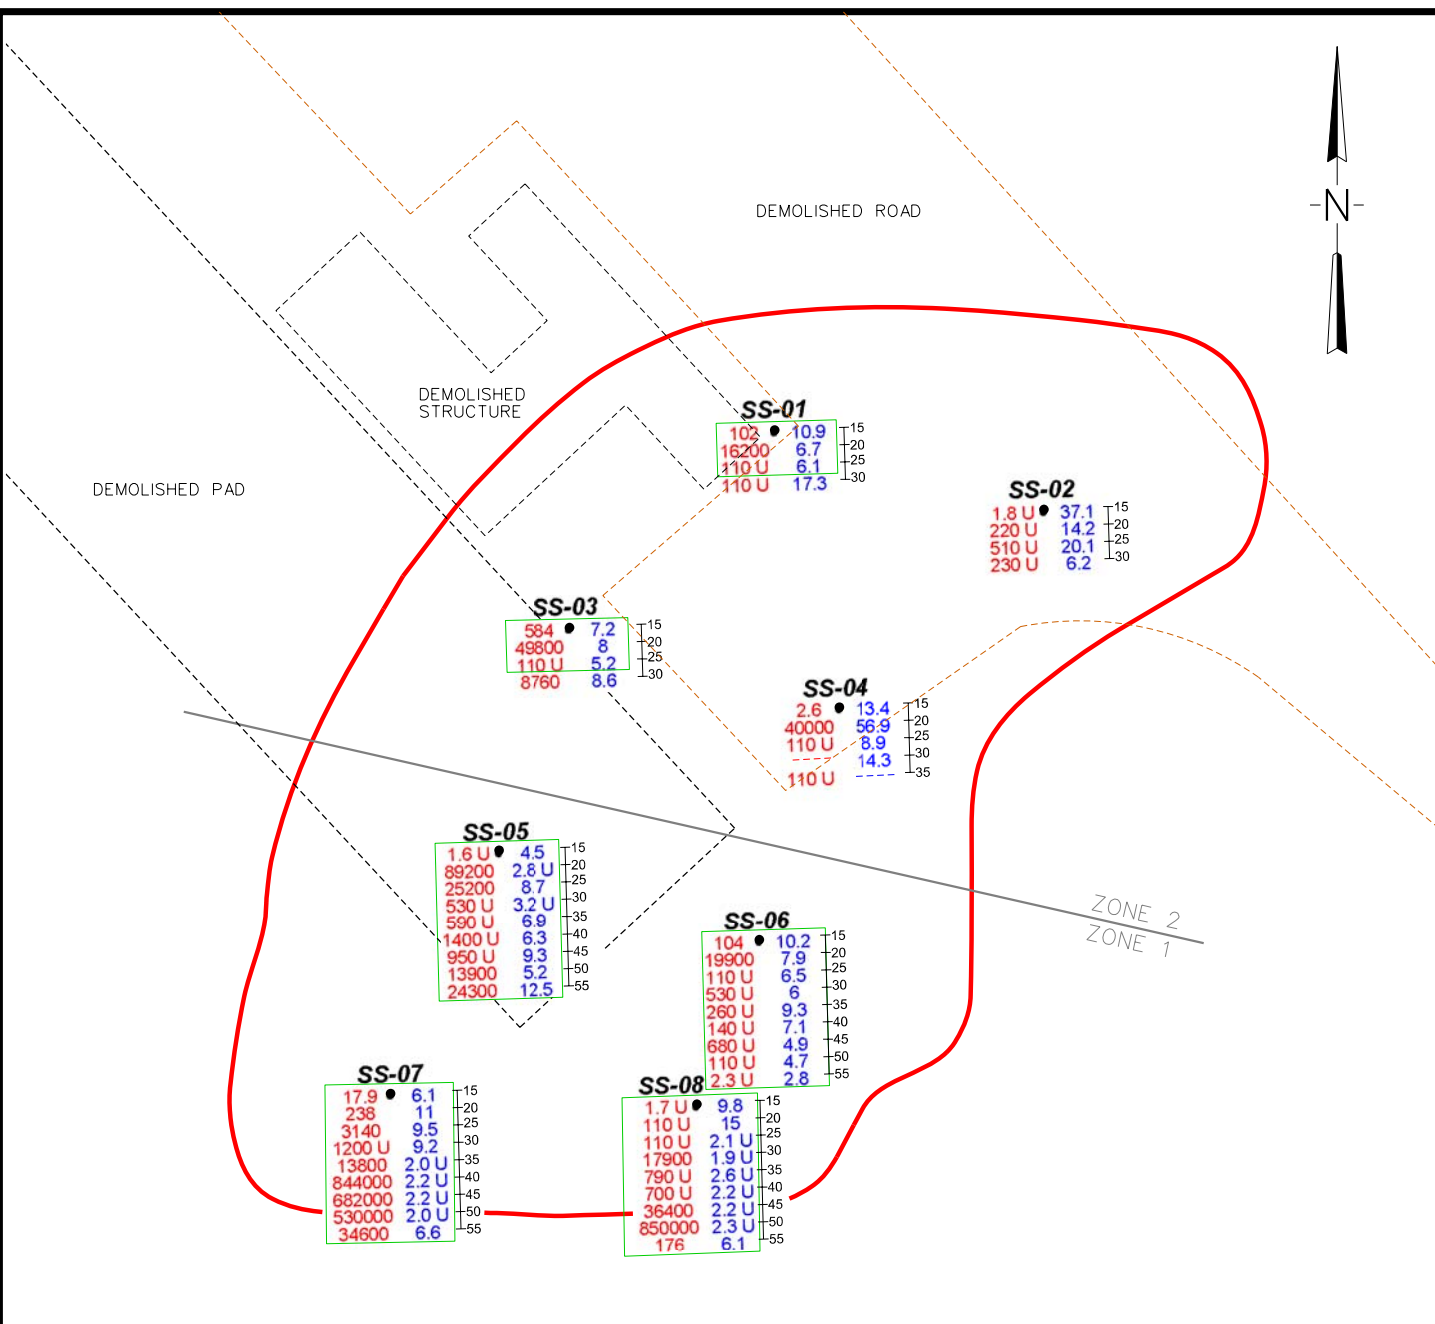 N
DEMOLISHED ROAD
DEMOLISHED
STRUCTURE
DEMOLISHED PAD
SS-01
102 10.9 15
16200 6.7 20
110 U 6.1 25
110 U 17.3 30
SS-02
1.8 U 37.1 15
220 U 14.2 20
510 U 20.1 25
230 U 6.2 30
SS-03
584 7.2 15
49800 8 20
110 U 5.2 25
8760 8.6 30
SS-04
2.6 13.4 15
40000 56.9 20
110 U 8.9 25
14.3 30
110 U 35
ZONE 2
ZONE 1
SS-05
1.6 U 4.5 15
89200 2.8 U 20
25200 8.7 25
530 U 3.2 U 30
590 U 6.9 35
1400 U 6.3 40
950 U 9.3 45
13900 5.2 50
24300 12.5 55
SS-06
104 10.2 15
19900 7.9 20
110 U 6.5 25
530 U 6 30
260 U 9.3 35
140 U 7.1 40
680 U 4.9 45
110 U 4.7 50
2.3 U 2.8 55
SS-07
17.9 6.1 15
238 11 20
3140 9.5 25
1200 U 9.2 30
13800 2.0 U 35
844000 2.2 U 40
682000 2.2 U 45
530000 2.0 U 50
34600 6.6 55
SS-08
1.7 U 9.8 15
110 U 15 20
110 U 2.1 U 25
17900 1.9 U 30
790 U 2.6 U 35
700 U 2.2 U 40
36400 2.2 U 45
850000 2.3 U 50
176 6.1 55